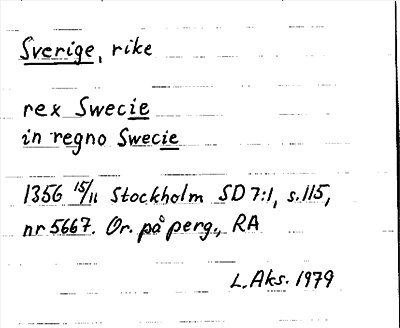 Sverige, rike
rex Swecie
in regno Swecie
1356 15/11 Stockholm SD 7:1, s. 115,
nr 5667. Or. på perg., RA
L. Aks. 1979